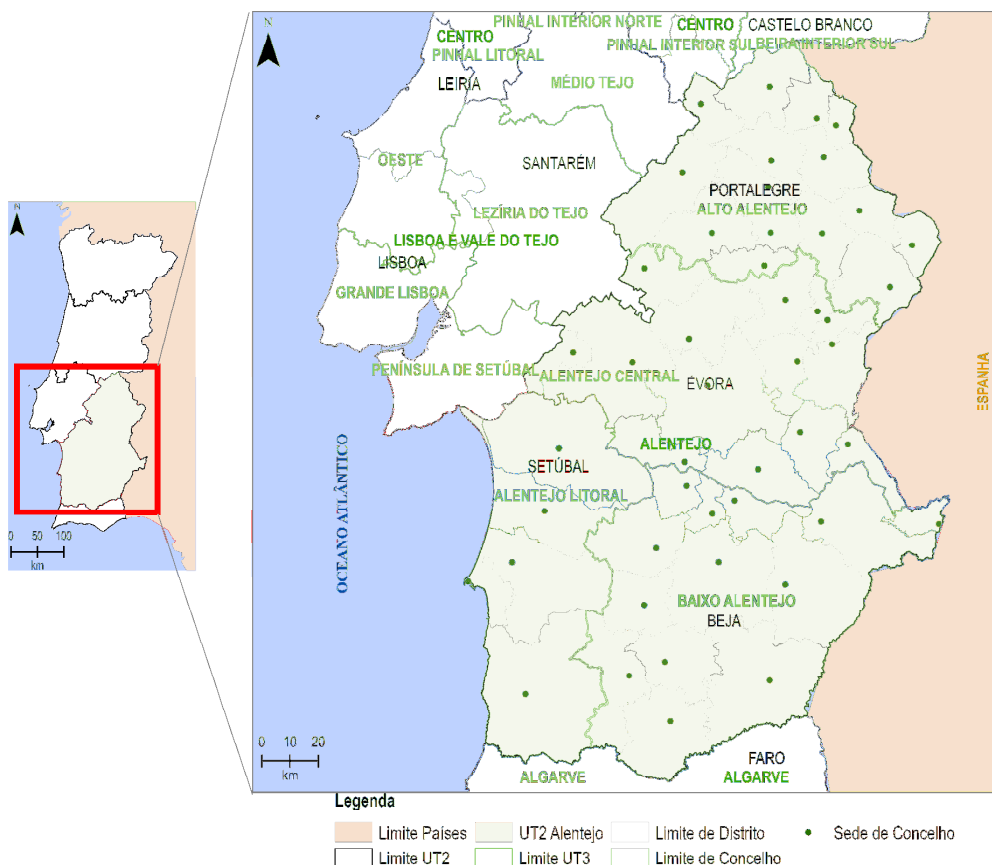 N
PINHAL INTERIOR NORTE
CENTRO
CASTELO BRANCO
CENTRO
PINHAL INTERIOR SUL
BEIRA INTERIOR SUL
PINHAL LITORAL
LEIRIA
MÉDIO TEJO
OESTE
SANTARÉM
PORTALEGRE
ALTO ALENTEJO
LEZÍRIA DO TEJO
N
LISBOA E VALE DO TEJO
LISBOA
GRANDE LISBOA
PENÍNSULA DE SETÚBAL
ALENTEJO CENTRAL
ÉVORA
ESPANHA
ALENTEJO
SETÚBAL
ALENTEJO LITORAL
OCEANO ATLÂNTICO
0 50 100
km
BAIXO ALENTEJO
BEJA
0 10 20
km
FARO
ALGARVE
ALGARVE
Legenda
Limite Países
UT2 Alentejo
Limite de Distrito
Sede de Concelho
Limite UT2
Limite UT3
Limite de Concelho